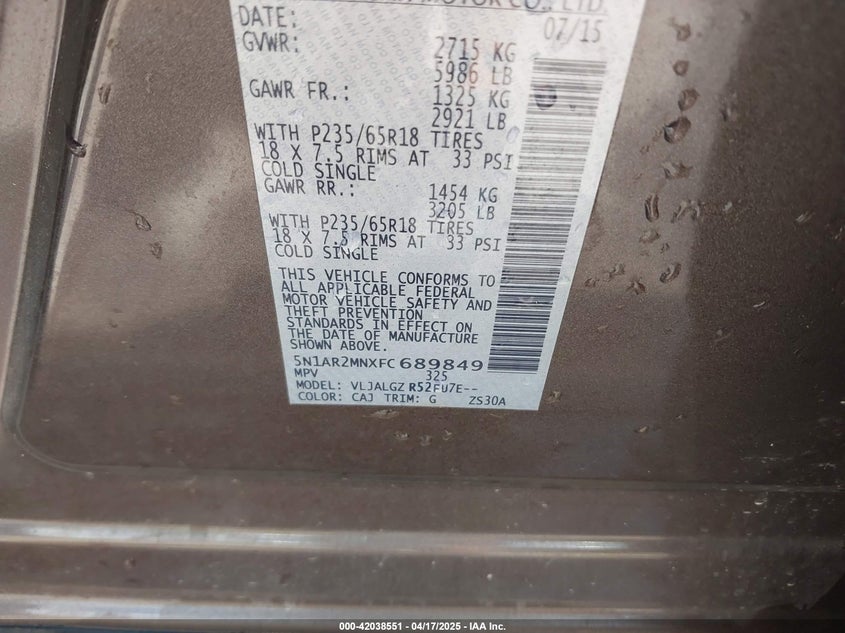 MOTOR CO., LTD.
DATE: 07/15
GVWR: 2715 KG
5986 LB
GAWR FR.: 1325 KG
2921 LB
WITH P235/65R18 TIRES
18 X 7.5 RIMS AT 33 PSI
COLD SINGLE
GAWR RR.: 1454 KG
3205 LB
WITH P235/65R18 TIRES
18 X 7.5 RIMS AT 33 PSI
COLD SINGLE
THIS VEHICLE CONFORMS TO
ALL APPLICABLE FEDERAL
MOTOR VEHICLE SAFETY AND
THEFT PREVENTION
STANDARDS IN EFFECT ON
THE DATE OF MANUFACTURE
SHOWN ABOVE.
5N1AR2MNXFC689849
MPV 325
MODEL: VLJALGZ R52FU7E--
COLOR: CAJ TRIM: G ZS30A
000-42038551 - 04/17/2025 - IAA Inc.